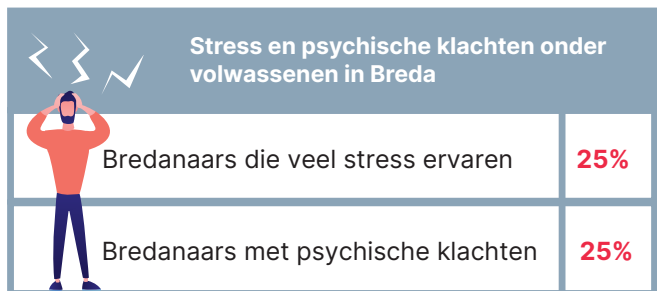 Stress en psychische klachten onder
volwassenen in Breda
Bredanaars die veel stress ervaren 25%
Bredanaars met psychische klachten 25%